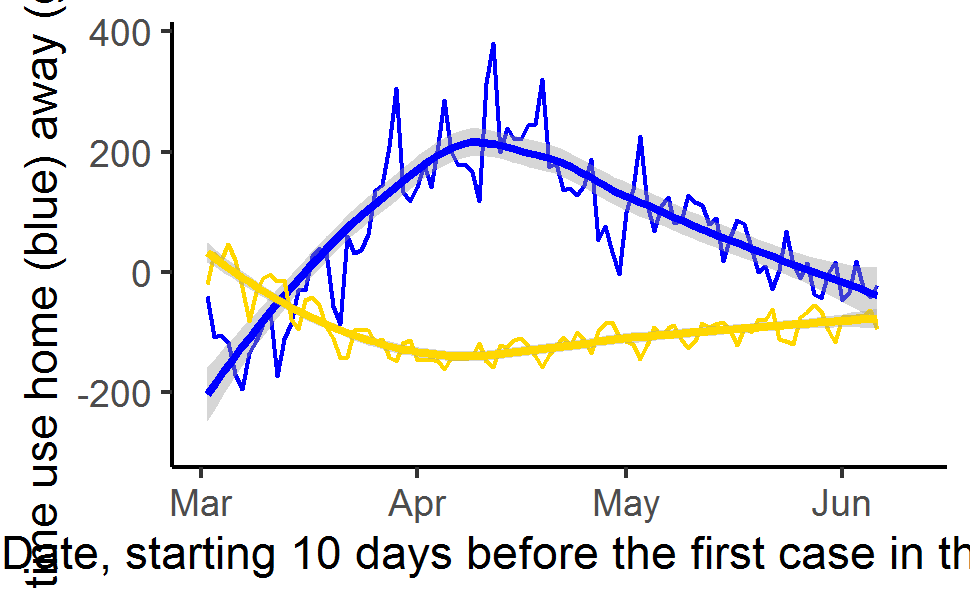 time use home (blue) away (
400
200
0
-200
Mar Apr May Jun
Date, starting 10 days before the first case in th